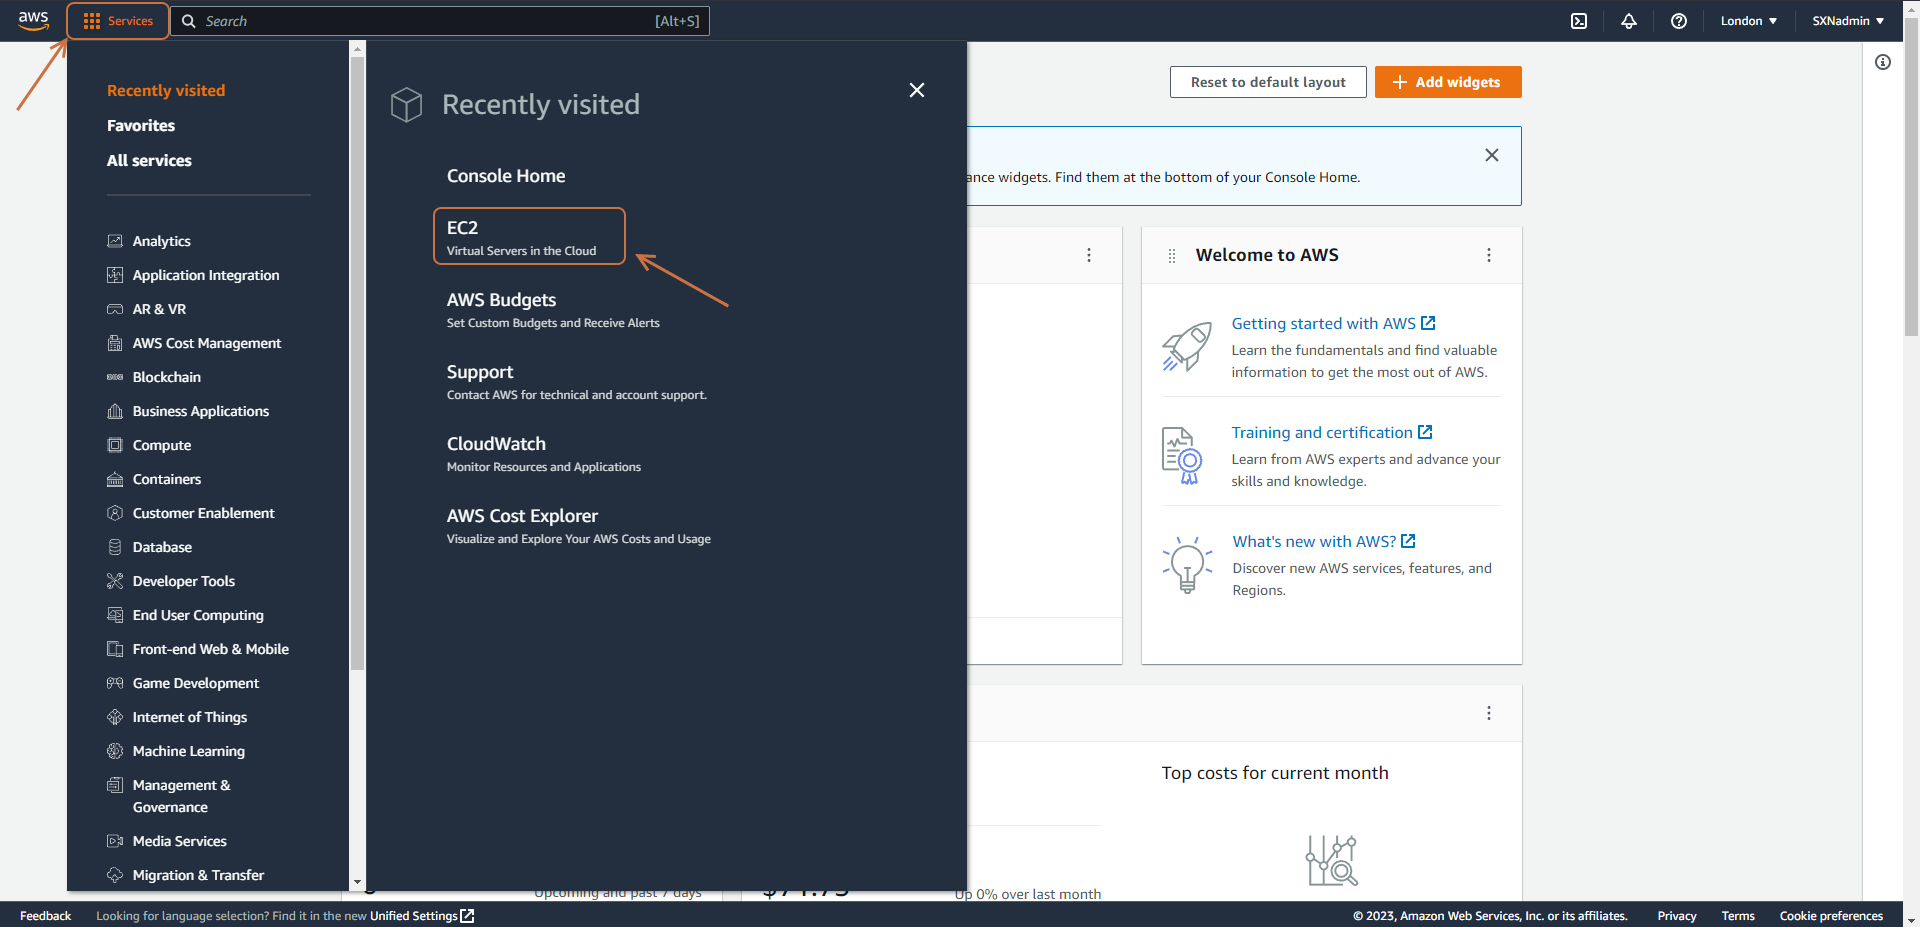 aws
Services
Search
[Alt+S]
London
SXNadmin
Recently visited
Favorites
All services
Analytics
Application Integration
AR & VR
AWS Cost Management
Blockchain
Business Applications
Compute
Containers
Customer Enablement
Database
Developer Tools
End User Computing
Front-end Web & Mobile
Game Development
Internet of Things
Machine Learning
Management &
Governance
Media Services
Migration & Transfer
Recently visited
Console Home
EC2
Virtual Servers in the Cloud
AWS Budgets
Set Custom Budgets and Receive Alerts
Support
Contact AWS for technical and account support.
CloudWatch
Monitor Resources and Applications
AWS Cost Explorer
Visualize and Explore Your AWS Costs and Usage
Reset to default layout
Add widgets
ance widgets. Find them at the bottom of your Console Home.
Welcome to AWS
Getting started with AWS
Learn the fundamentals and find valuable
information to get the most out of AWS.
Training and certification
Learn from AWS experts and advance your
skills and knowledge.
What's new with AWS?
Discover new AWS services, features, and
Regions.
Top costs for current month
Upcoming and past 7 days
Up 0% over last month
Feedback
Looking for language selection? Find it in the new Unified Settings
© 2023, Amazon Web Services, Inc. or its affiliates.
Privacy
Terms
Cookie preferences